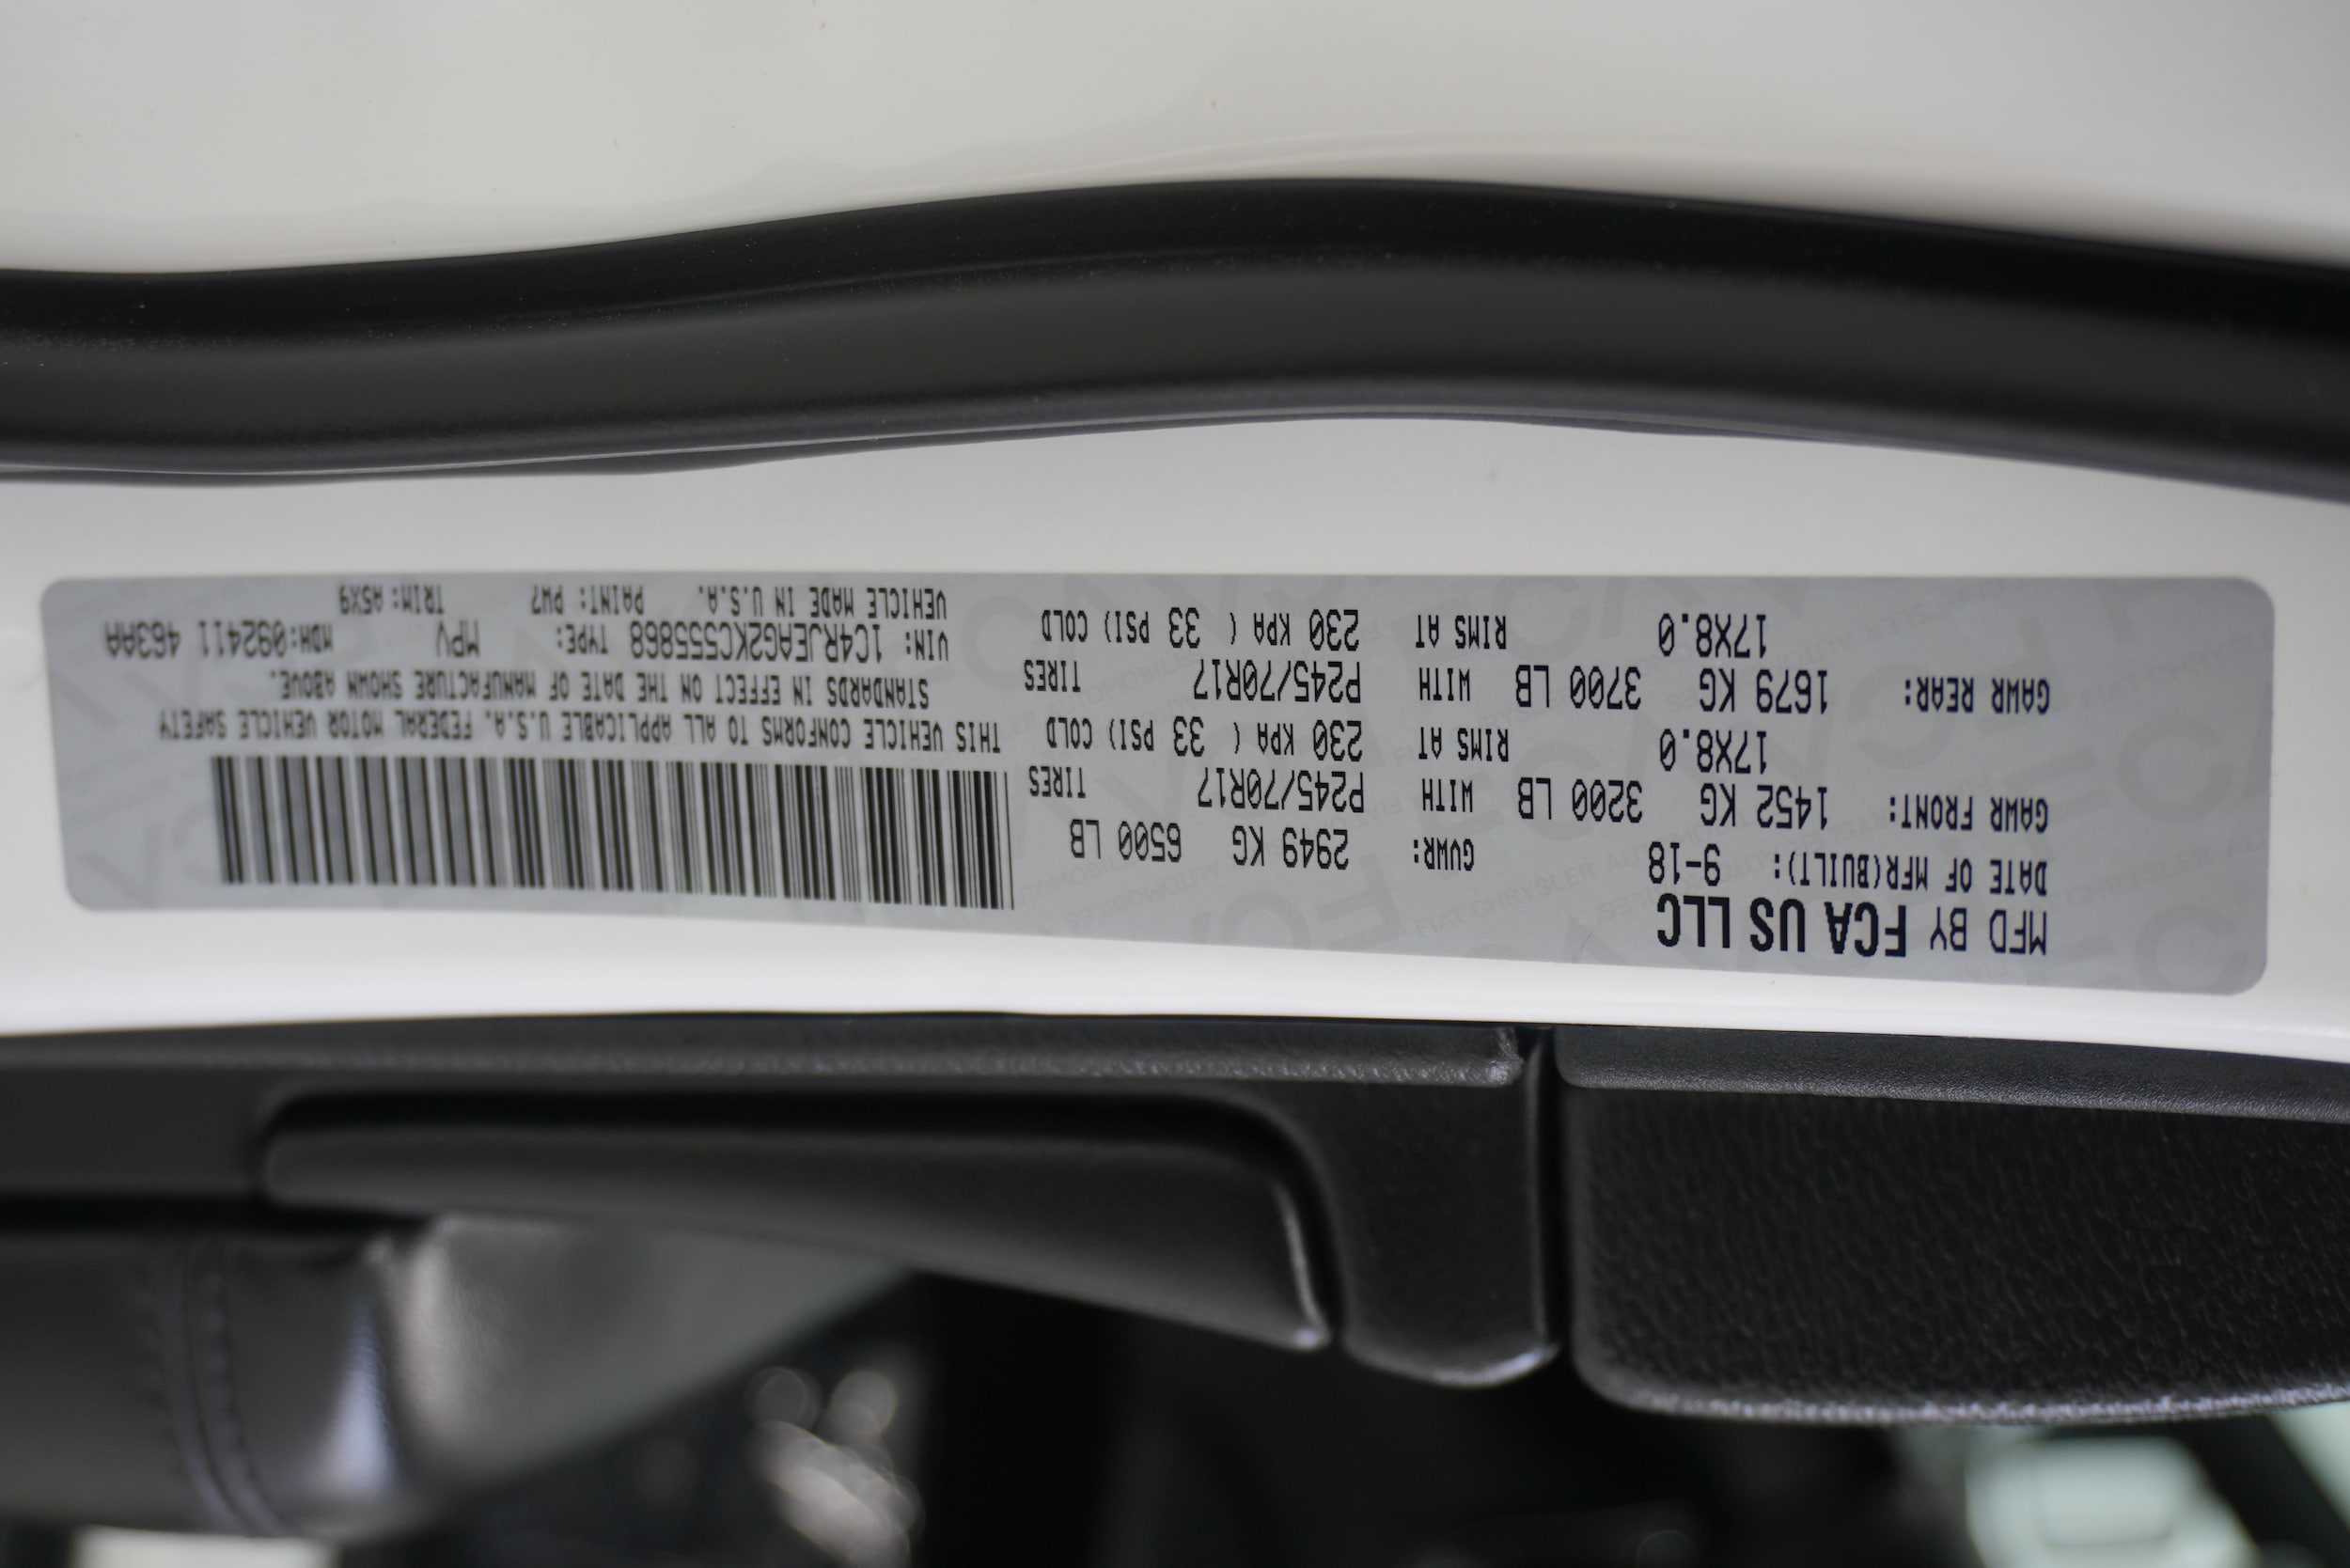 MFD BY FCA US LLC
DATE OF MFR(BUILT): 9-18 GVWR: 2949 KG 6500 LB
GAWR FRONT: 1452 KG 3200 LB WITH P245/70R17 TIRES
17X8.0 RIMS AT 230 KPA ( 33 PSI) COLD
GAWR REAR: 1679 KG 3700 LB WITH P245/70R17 TIRES
17X8.0 RIMS AT 230 KPA ( 33 PSI) COLD
THIS VEHICLE CONFORMS TO ALL APPLICABLE U.S.A. FEDERAL MOTOR VEHICLE SAFETY
STANDARDS IN EFFECT ON THE DATE OF MANUFACTURE SHOWN ABOVE.
VIN: 1C4RJEAG2KC555868 TYPE: MPV MDH:092411 463AA
VEHICLE MADE IN U.S.A. PAINT: PW7 TRIM: A5X9